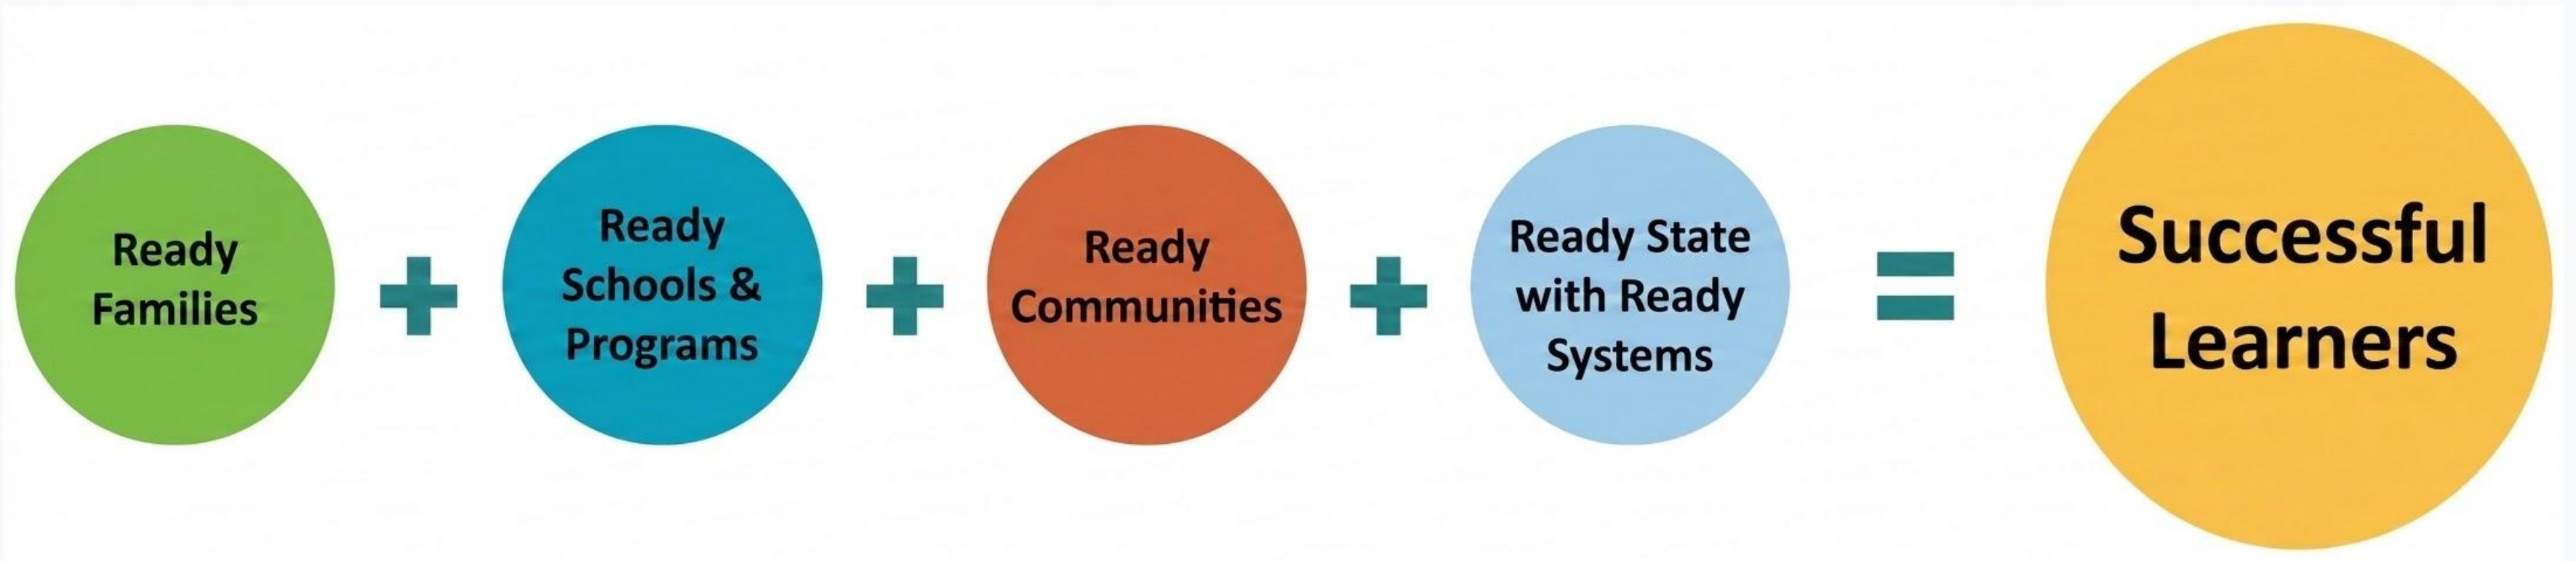 Ready
Families
+
Ready
Schools &
Programs
+
Ready
Communities
+
Ready State
with Ready
Systems
=
Successful
Learners